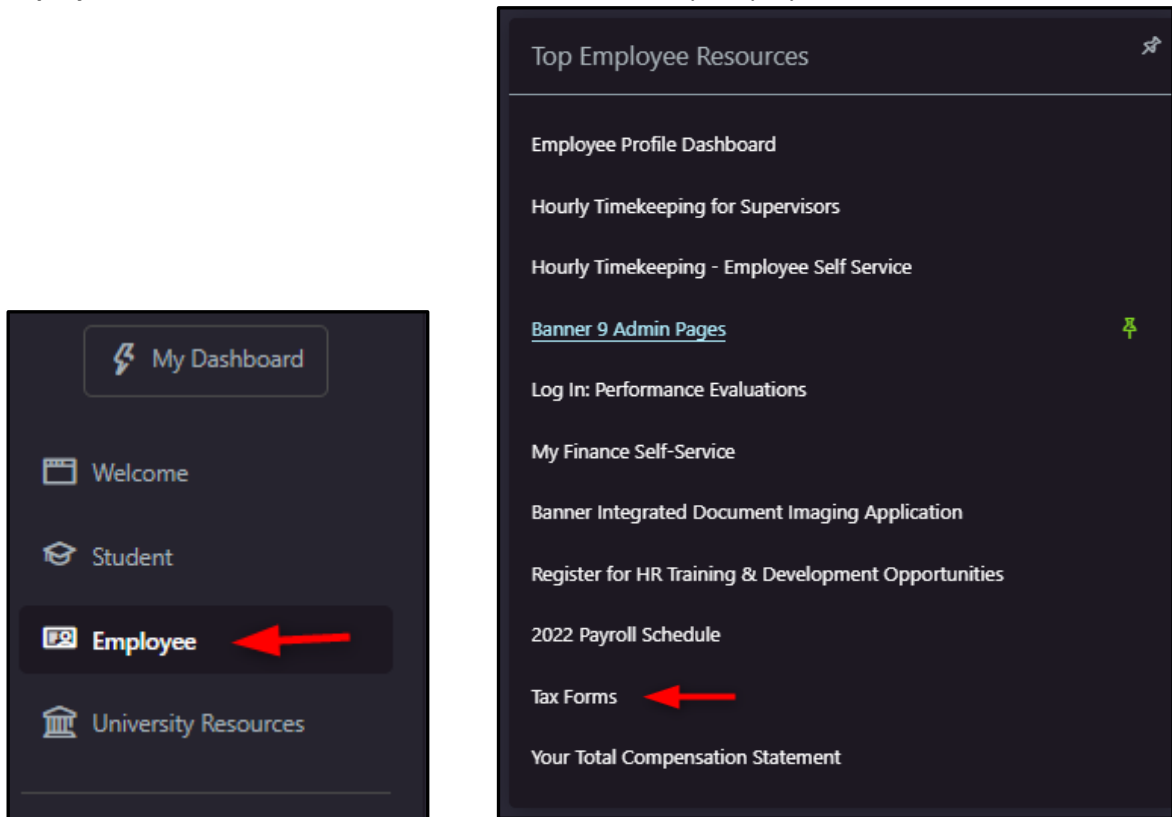 My Dashboard
Welcome
Student
Employee
University Resources
Top Employee Resources
Employee Profile Dashboard
Hourly Timekeeping for Supervisors
Hourly Timekeeping - Employee Self Service
Banner 9 Admin Pages
Log In: Performance Evaluations
My Finance Self-Service
Banner Integrated Document Imaging Application
Register for HR Training & Development Opportunities
2022 Payroll Schedule
Tax Forms
Your Total Compensation Statement